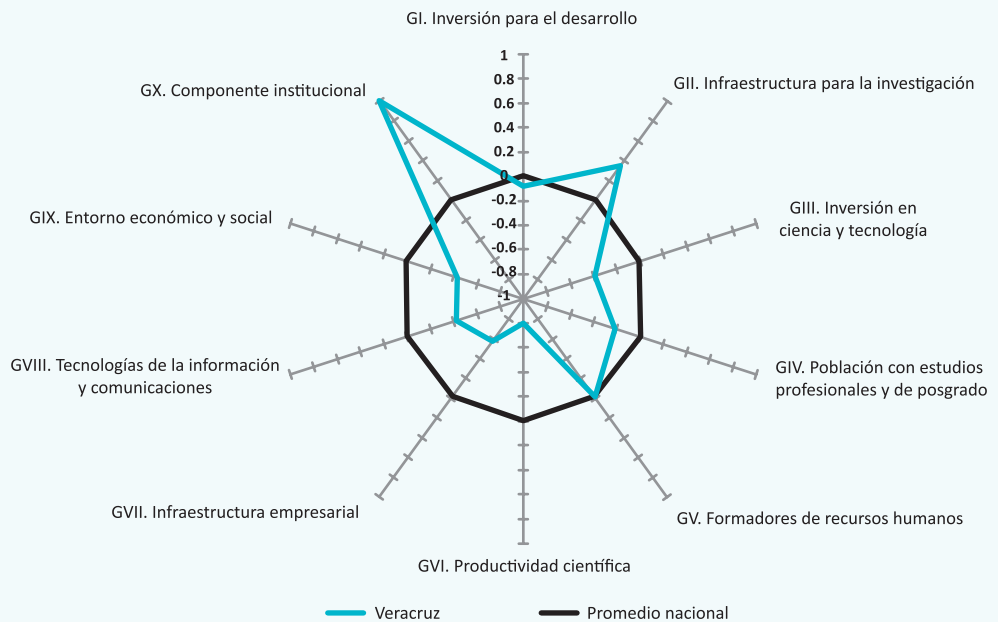 GI. Inversión para el desarrollo
GII. Infraestructura para la investigación
GX. Componente institucional
1
0.8
0.6
0.4
0.2
0
-0.2
-0.4
-0.6
-0.8
-1
GIX. Entorno económico y social
GIII. Inversión en
ciencia y tecnología
GVIII. Tecnologías de la información
y comunicaciones
GIV. Población con estudios
profesionales y de posgrado
GVII. Infraestructura empresarial
GV. Formadores de recursos humanos
GVI. Productividad científica
Veracruz
Promedio nacional